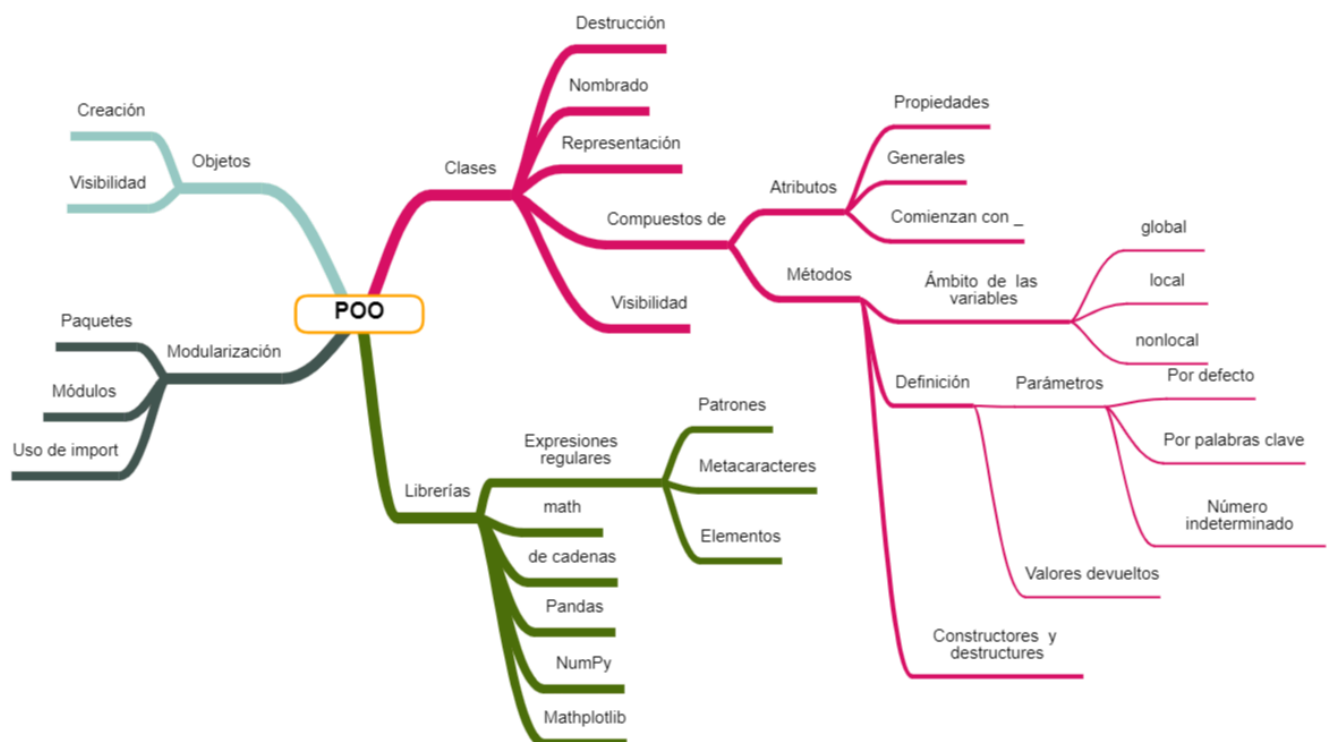 POO
Objetos
Creación
Visibilidad
Modularización
Paquetes
Módulos
Uso de import
Clases
Destrucción
Nombrado
Representación
Compuestos de
Atributos
Propiedades
Generales
Comienzan con _
Métodos
Ámbito de las
variables
global
local
nonlocal
Definición
Parámetros
Por defecto
Por palabras clave
Número
indeterminado
Valores devueltos
Constructores y
destructures
Visibilidad
Librerías
Expresiones
regulares
Patrones
Metacaracteres
Elementos
math
de cadenas
Pandas
NumPy
Mathplotlib